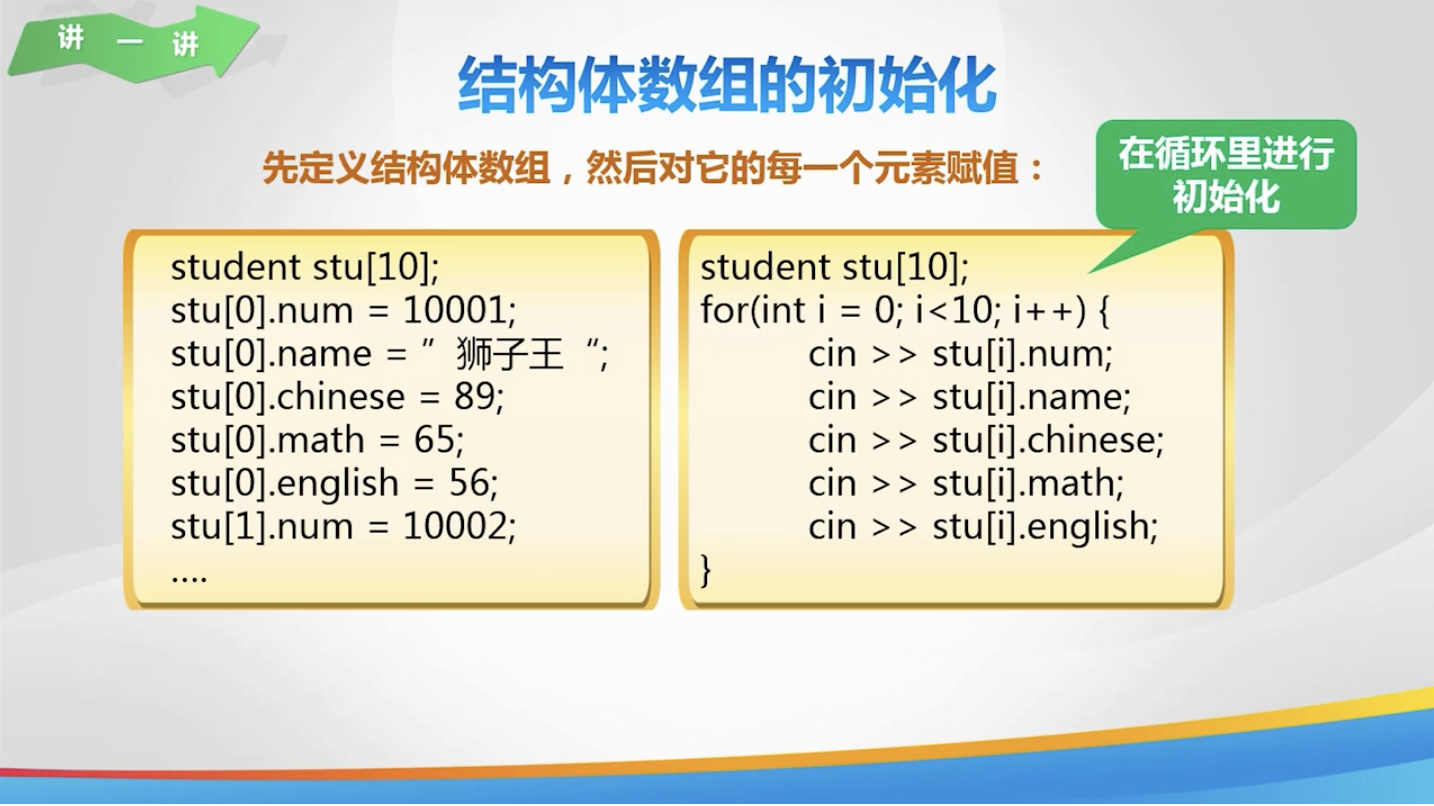 讲一讲
结构体数组的初始化
先定义结构体数组，然后对它的每一个元素赋值：
在循环里进行
初始化
student stu[10];
stu[0].num = 10001;
stu[0].name = ”狮子王“;
stu[0].chinese = 89;
stu[0].math = 65;
stu[0].english = 56;
stu[1].num = 10002;
....
student stu[10];
for(int i = 0; i<10; i++) {
cin >> stu[i].num;
cin >> stu[i].name;
cin >> stu[i].chinese;
cin >> stu[i].math;
cin >> stu[i].english;
}